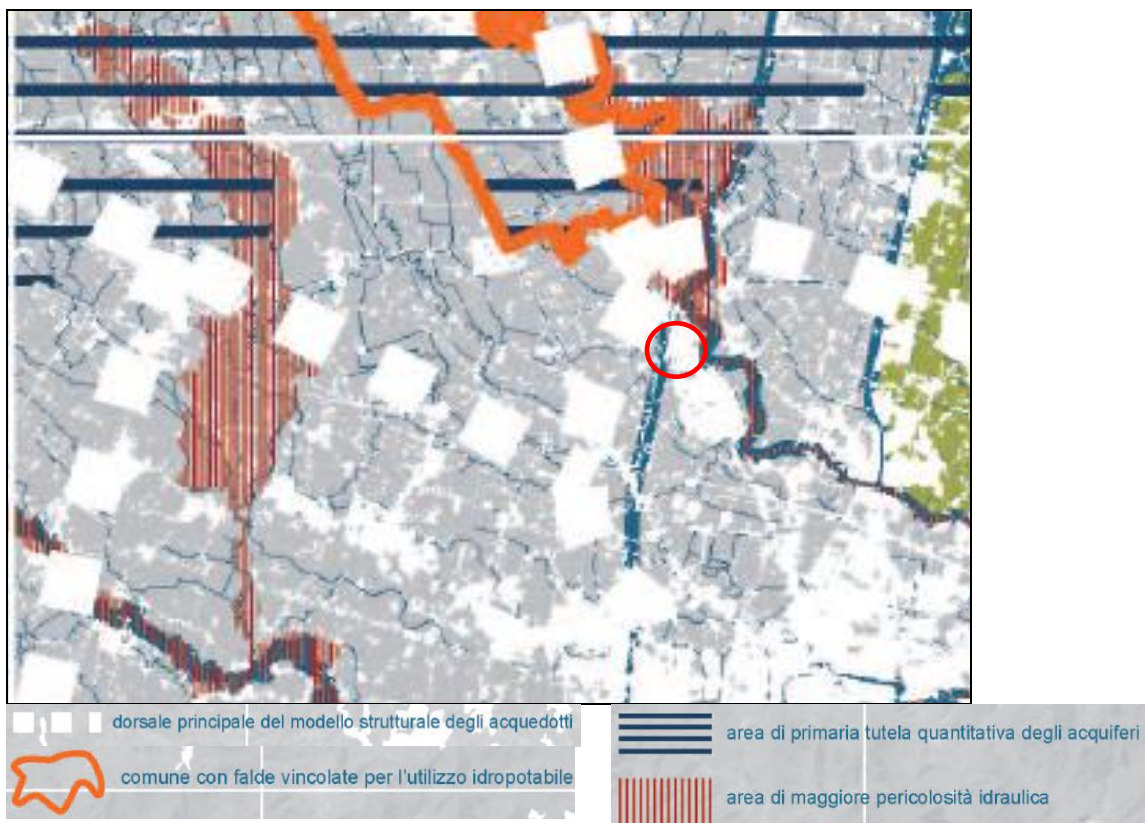 dorsale principale del modello strutturale degli acquedotti
comune con falde vincolate per l'utilizzo idropotabile
area di primaria tutela quantitativa degli acquiferi
area di maggiore pericolosità idraulica